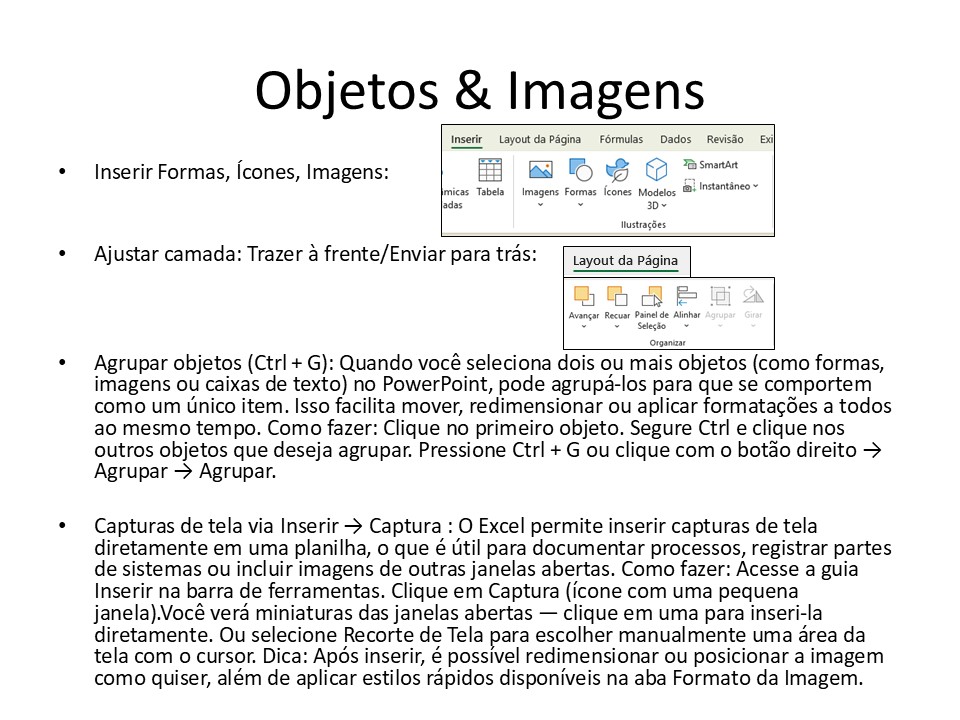 Objetos & Imagens
• Inserir Formas, Ícones, Imagens:
Inserir Layout da Página Fórmulas Dados Revisão Exi
âmicas
adas
Tabela
Imagens Formas Ícones Modelos
3D
SmartArt
Instantâneo
Ilustrações
• Ajustar camada: Trazer à frente/Enviar para trás:
Layout da Página
Avançar Recuar Painel de Alinhar Agrupar Girar
Seleção
Organizar
• Agrupar objetos (Ctrl + G): Quando você seleciona dois ou mais objetos (como formas,
imagens ou caixas de texto) no PowerPoint, pode agrupá-los para que se comportem
como um único item. Isso facilita mover, redimensionar ou aplicar formatações a todos
ao mesmo tempo. Como fazer: Clique no primeiro objeto. Segure Ctrl e clique nos
outros objetos que deseja agrupar. Pressione Ctrl + G ou clique com o botão direito →
Agrupar → Agrupar.
• Capturas de tela via Inserir → Captura : O Excel permite inserir capturas de tela
diretamente em uma planilha, o que é útil para documentar processos, registrar partes
de sistemas ou incluir imagens de outras janelas abertas. Como fazer: Acesse a guia
Inserir na barra de ferramentas. Clique em Captura (ícone com uma pequena
janela).Você verá miniaturas das janelas abertas — clique em uma para inseri-la
diretamente. Ou selecione Recorte de Tela para escolher manualmente uma área da
tela com o cursor. Dica: Após inserir, é possível redimensionar ou posicionar a imagem
como quiser, além de aplicar estilos rápidos disponíveis na aba Formato da Imagem.